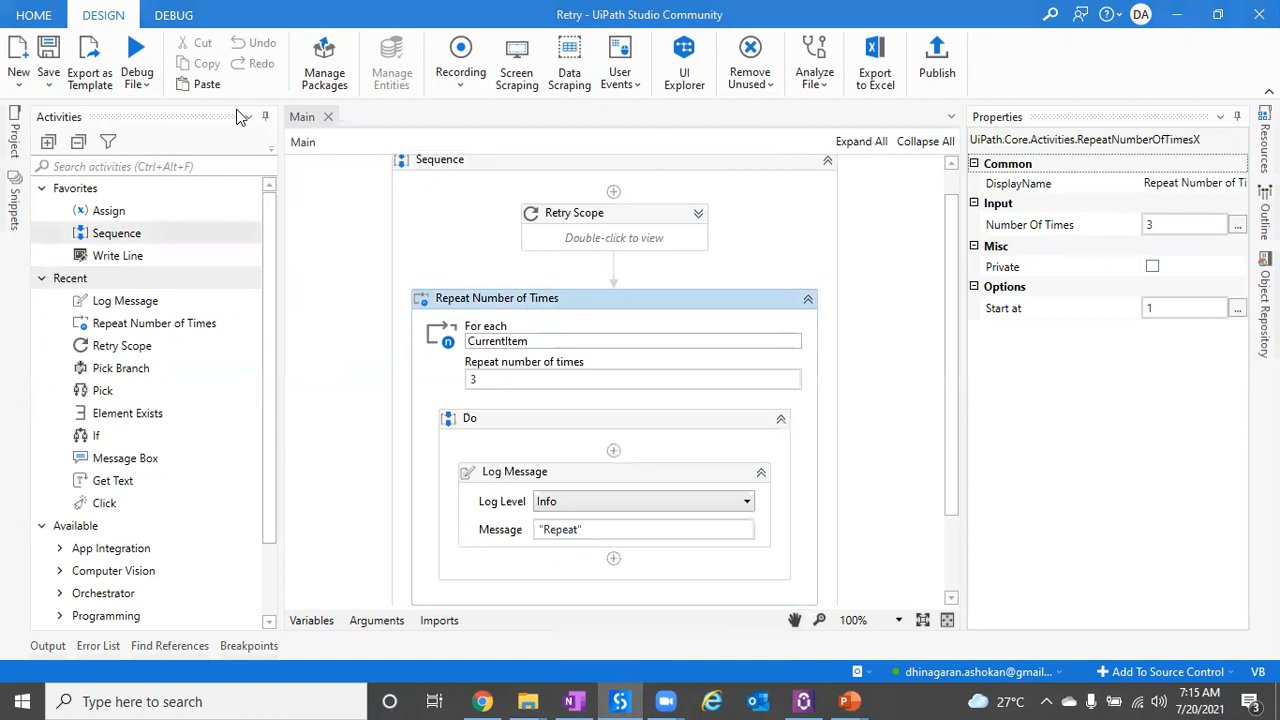 HOME
DESIGN
DEBUG
Retry - UiPath Studio Community
DA
New
Save
Export as Template
Debug File
Cut
Copy
Paste
Undo
Redo
Manage Packages
Manage Entities
Recording
Screen Scraping
Data Scraping
User Events
UI Explorer
Remove Unused
Analyze File
Export to Excel
Publish
Project
Snippets
Activities
Search activities (Ctrl+Alt+F)
Favorites
Assign
Sequence
Write Line
Recent
Log Message
Repeat Number of Times
Retry Scope
Pick Branch
Pick
Element Exists
If
Message Box
Get Text
Click
Available
App Integration
Computer Vision
Orchestrator
Programming
Main
Main
Expand All
Collapse All
Sequence
Retry Scope
Double-click to view
Repeat Number of Times
For each
CurrentItem
Repeat number of times
3
Do
Log Message
Log Level
Info
Message
"Repeat"
Variables
Arguments
Imports
100%
Properties
UiPath.Core.Activities.RepeatNumberOfTimesX
Common
DisplayName
Repeat Number of Ti
Input
Number Of Times
3
...
Misc
Private
Options
Start at
1
...
Resources
Outline
Object Repository
Output
Error List
Find References
Breakpoints
dhinagaran.ashokan@gmail...
Add To Source Control
VB
Type here to search
27°C
7:15 AM
7/20/2021
3